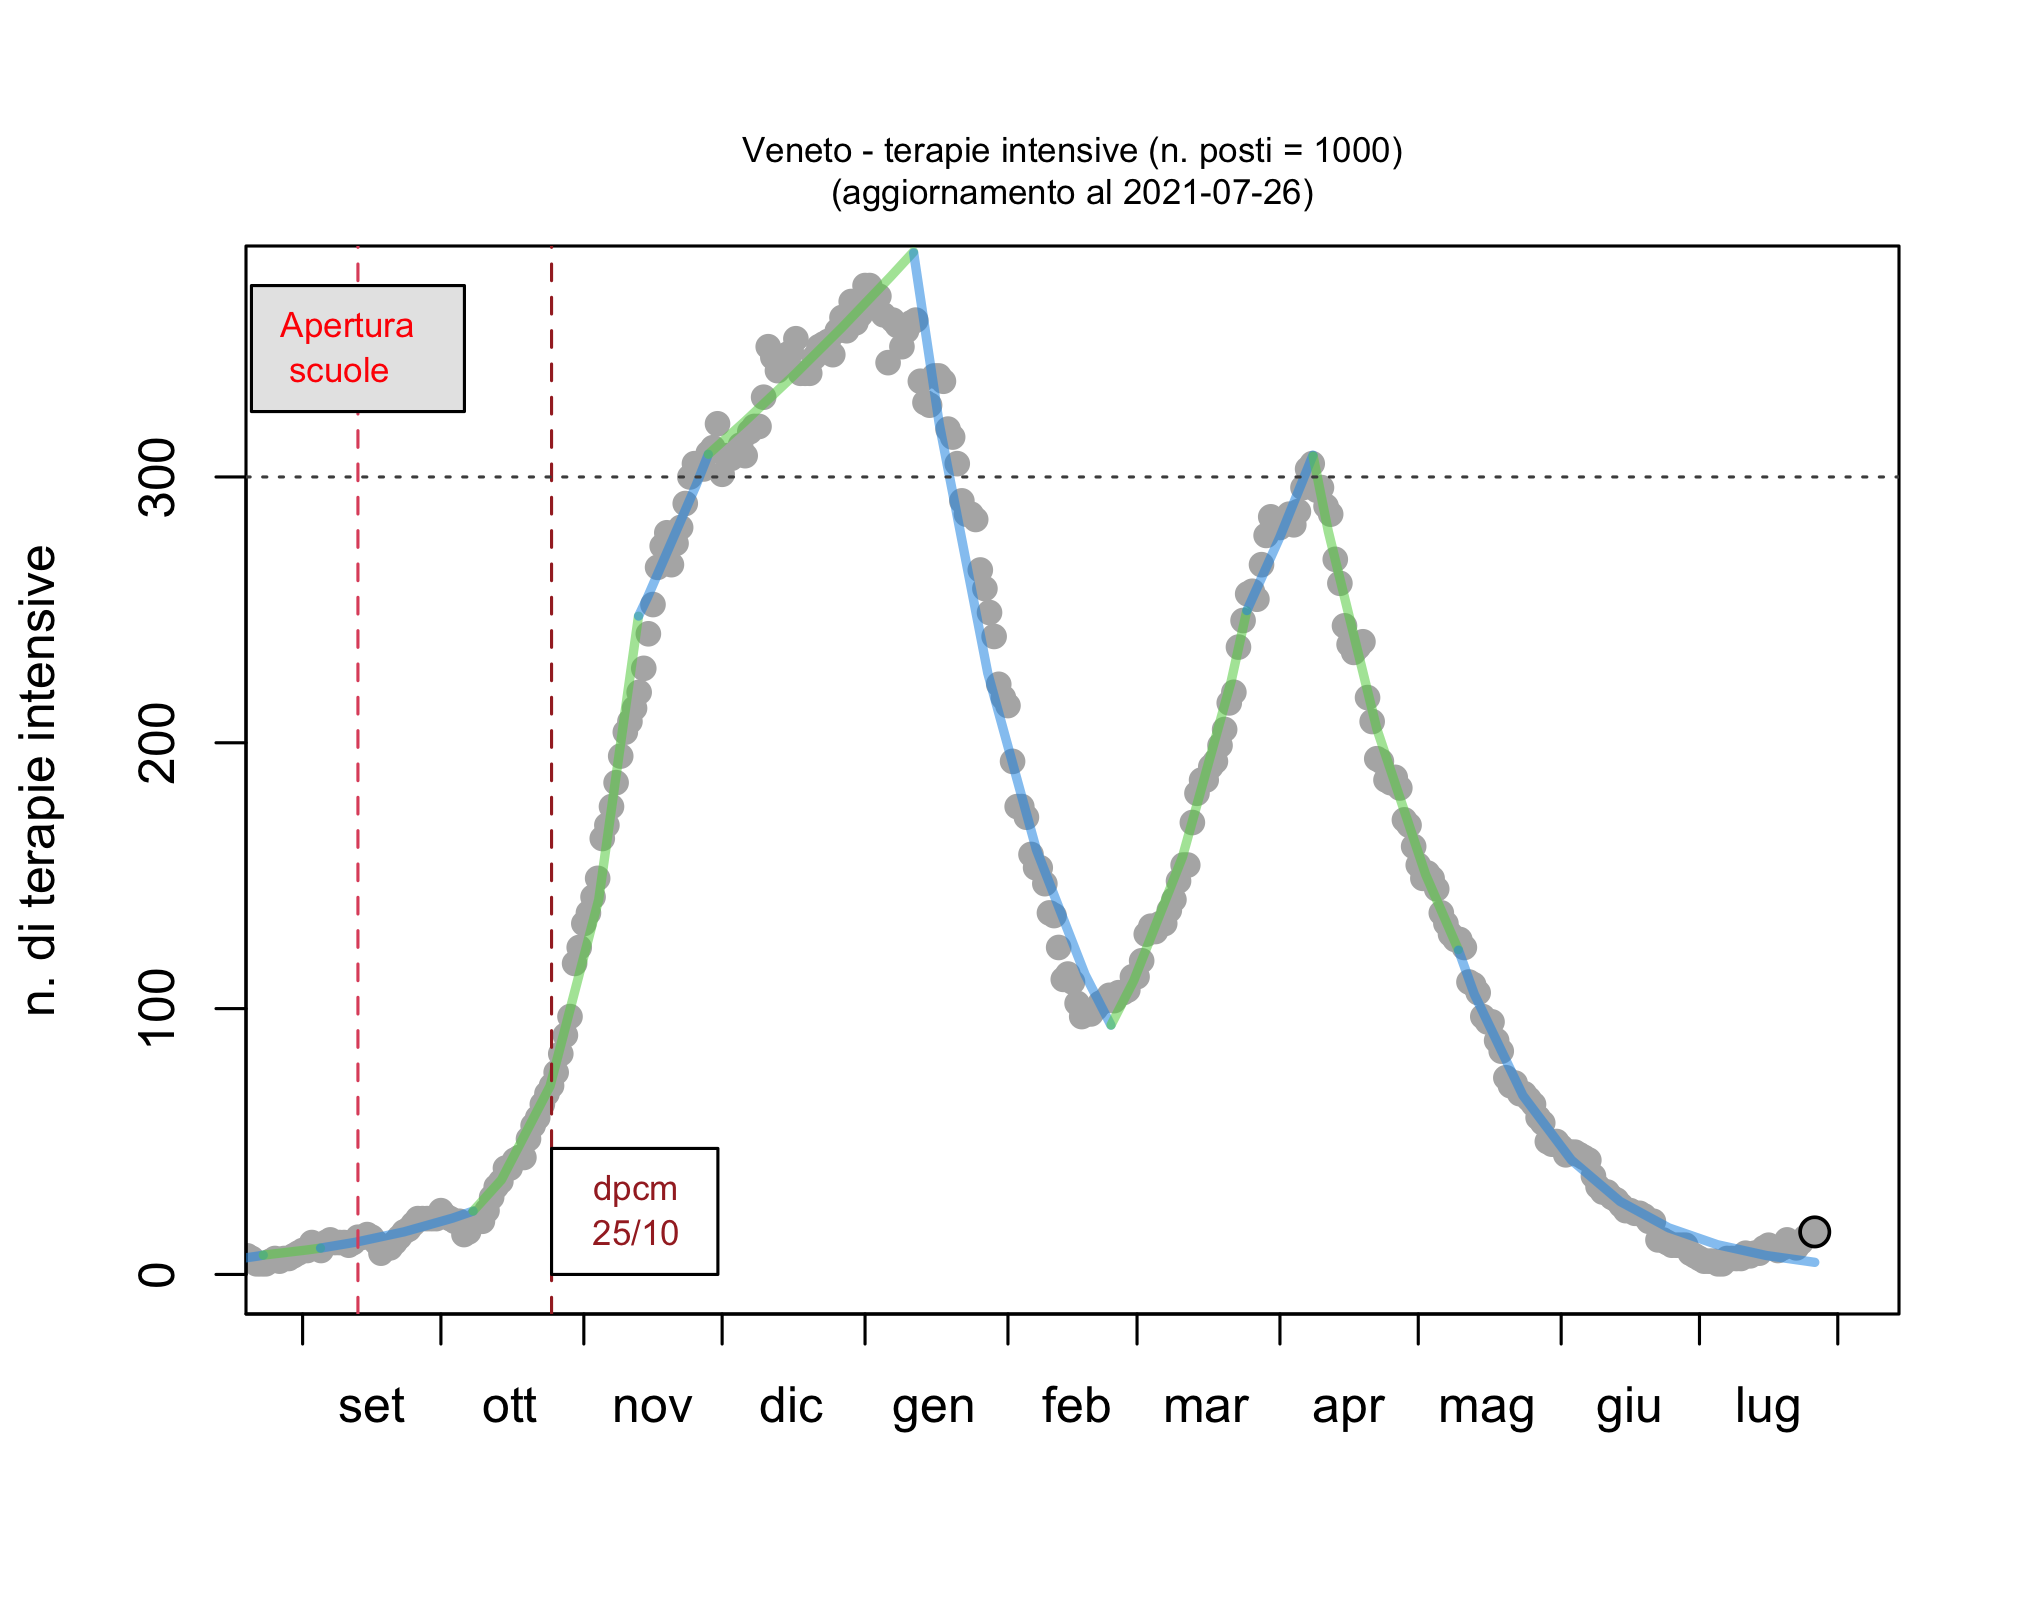 Veneto - terapie intensive (n. posti = 1000)
(aggiornamento al 2021-07-26)
Apertura
scuole
dpcm
25/10
n. di terapie intensive
300
200
100
0
set ott nov dic gen feb mar apr mag giu lug